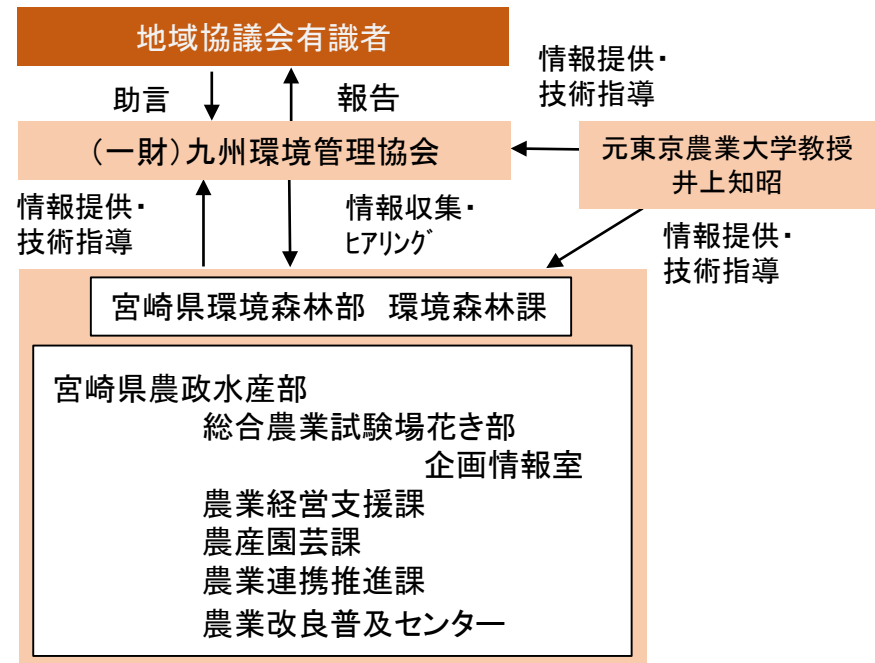 地域協議会有識者
情報提供・
技術指導
助言
報告
(一財)九州環境管理協会
元東京農業大学教授
井上知昭
情報提供・
技術指導
情報収集・
ﾋｱﾘﾝｸﾞ
情報提供・
技術指導
宮崎県環境森林部 環境森林課
宮崎県農政水産部
総合農業試験場花き部
企画情報室
農業経営支援課
農産園芸課
農業連携推進課
農業改良普及センター